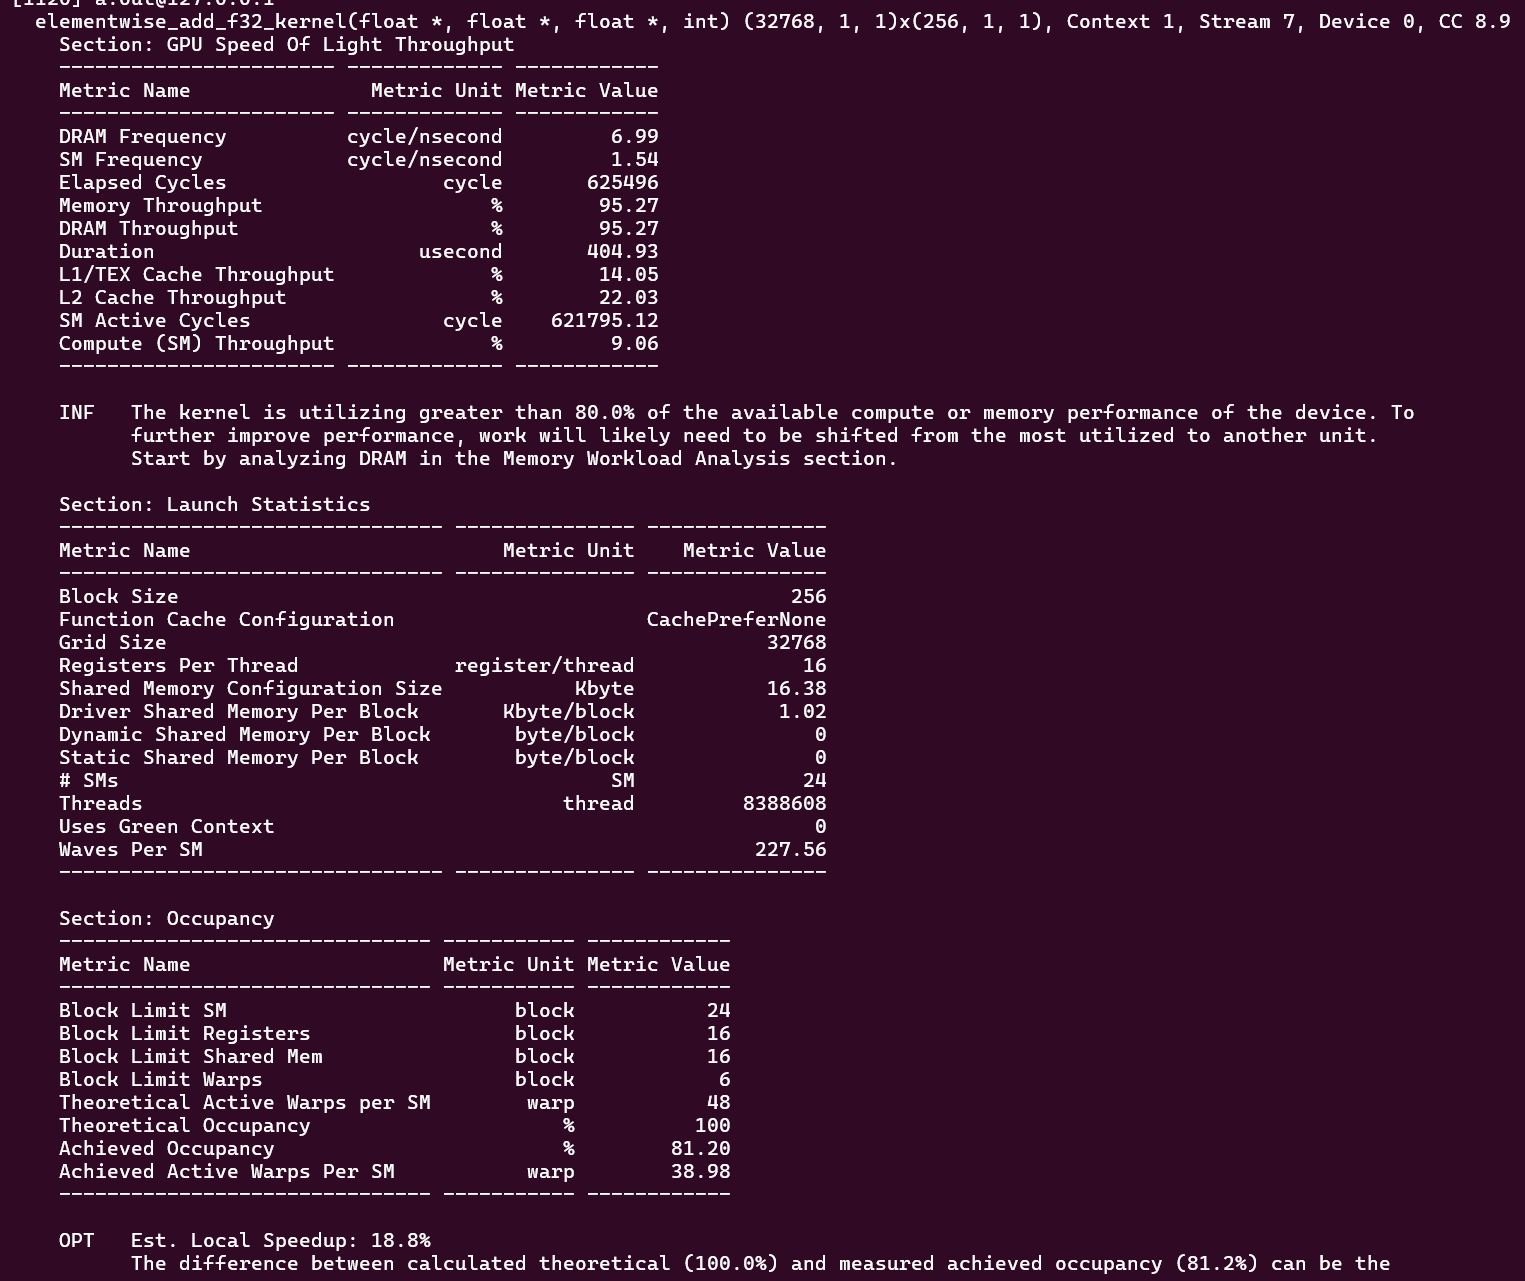 [1120] a.out@127.0.0.1
elementwise_add_f32_kernel(float *, float *, float *, int) (32768, 1, 1)x(256, 1, 1), Context 1, Stream 7, Device 0, CC 8.9
Section: GPU Speed Of Light Throughput
----------------------- ------------- ------------
Metric Name Metric Unit Metric Value
----------------------- ------------- ------------
DRAM Frequency cycle/nsecond 6.99
SM Frequency cycle/nsecond 1.54
Elapsed Cycles cycle 625496
Memory Throughput % 95.27
DRAM Throughput % 95.27
Duration usecond 404.93
L1/TEX Cache Throughput % 14.05
L2 Cache Throughput % 22.03
SM Active Cycles cycle 621795.12
Compute (SM) Throughput % 9.06
----------------------- ------------- ------------
INF The kernel is utilizing greater than 80.0% of the available compute or memory performance of the device. To
further improve performance, work will likely need to be shifted from the most utilized to another unit.
Start by analyzing DRAM in the Memory Workload Analysis section.
Section: Launch Statistics
-------------------------------- --------------- ---------------
Metric Name Metric Unit Metric Value
-------------------------------- --------------- ---------------
Block Size 256
Function Cache Configuration CachePreferNone
Grid Size 32768
Registers Per Thread register/thread 16
Shared Memory Configuration Size Kbyte 16.38
Driver Shared Memory Per Block Kbyte/block 1.02
Dynamic Shared Memory Per Block byte/block 0
Static Shared Memory Per Block byte/block 0
# SMs SM 24
Threads thread 8388608
Uses Green Context 0
Waves Per SM 227.56
-------------------------------- --------------- ---------------
Section: Occupancy
------------------------------- ----------- ------------
Metric Name Metric Unit Metric Value
------------------------------- ----------- ------------
Block Limit SM block 24
Block Limit Registers block 16
Block Limit Shared Mem block 16
Block Limit Warps block 6
Theoretical Active Warps per SM warp 48
Theoretical Occupancy % 100
Achieved Occupancy % 81.20
Achieved Active Warps Per SM warp 38.98
------------------------------- ----------- ------------
OPT Est. Local Speedup: 18.8%
The difference between calculated theoretical (100.0%) and measured achieved occupancy (81.2%) can be the